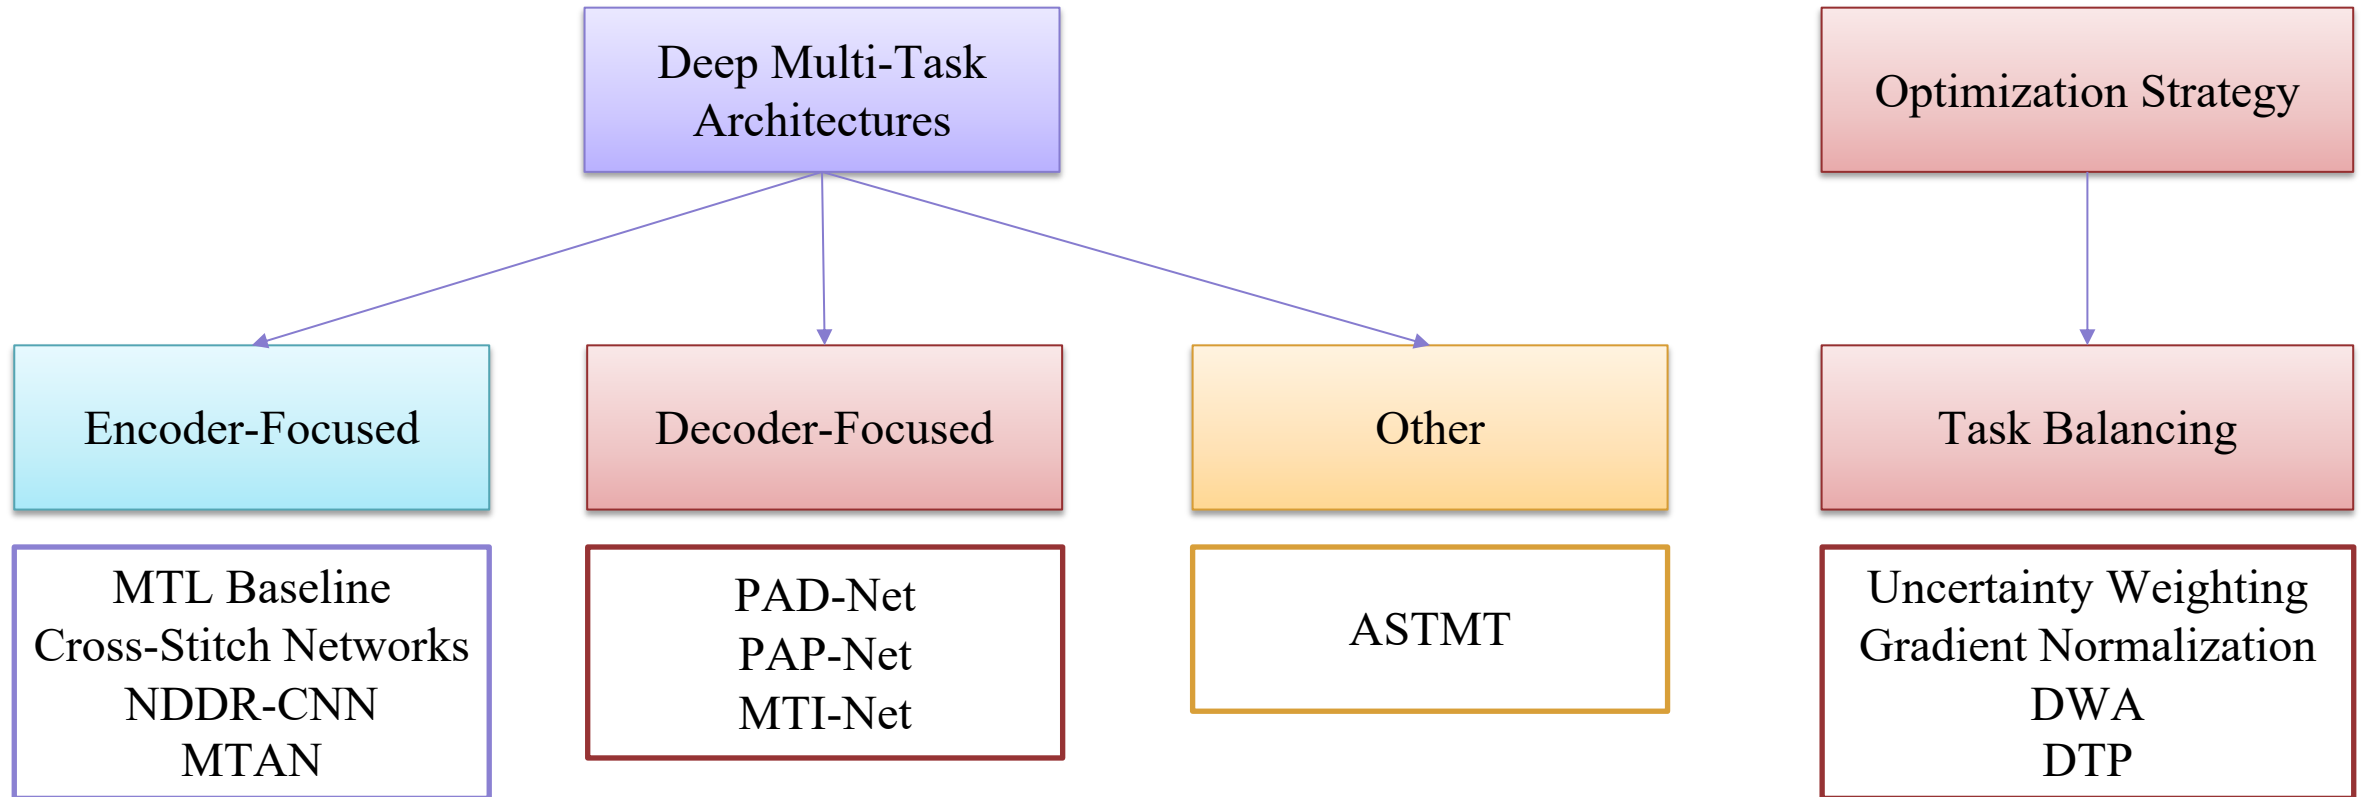 Deep Multi-Task
Architectures
Optimization Strategy
Encoder-Focused
Decoder-Focused
Other
Task Balancing
MTL Baseline
Cross-Stitch Networks
NDDR-CNN
MTAN
PAD-Net
PAP-Net
MTI-Net
ASTMT
Uncertainty Weighting
Gradient Normalization
DWA
DTP